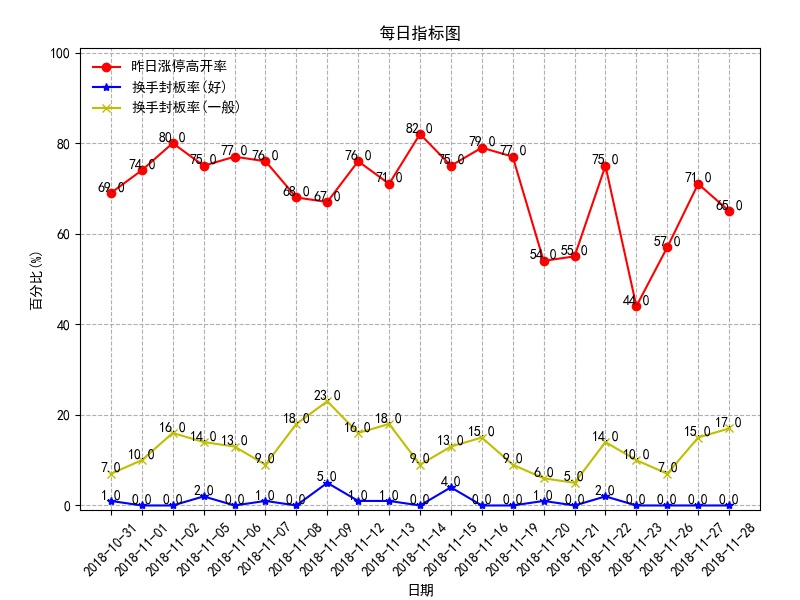 每日指标图
100
80
60
40
20
0
百分比(%)
昨日涨停高开率
换手封板率(好)
换手封板率(一般)
69.0 74.0 80.0 75.0 77.0 76.0 68.0 67.0 76.0 71.0 82.0 75.0 79.0 77.0 54.0 55.0 75.0 44.0 57.0 71.0 65.0
7.0 10.0 16.0 14.0 13.0 9.0 18.0 23.0 16.0 18.0 9.0 13.0 15.0 9.0 6.0 5.0 14.0 10.0 7.0 15.0 17.0
1.0 0.0 0.0 2.0 0.0 1.0 0.0 5.0 1.0 1.0 0.0 4.0 0.0 0.0 1.0 0.0 2.0 0.0 0.0 0.0 0.0
2018-10-31 2018-11-01 2018-11-02 2018-11-05 2018-11-06 2018-11-07 2018-11-08 2018-11-09 2018-11-12 2018-11-13 2018-11-14 2018-11-15 2018-11-16 2018-11-19 2018-11-20 2018-11-21 2018-11-22 2018-11-23 2018-11-26 2018-11-27 2018-11-28
日期